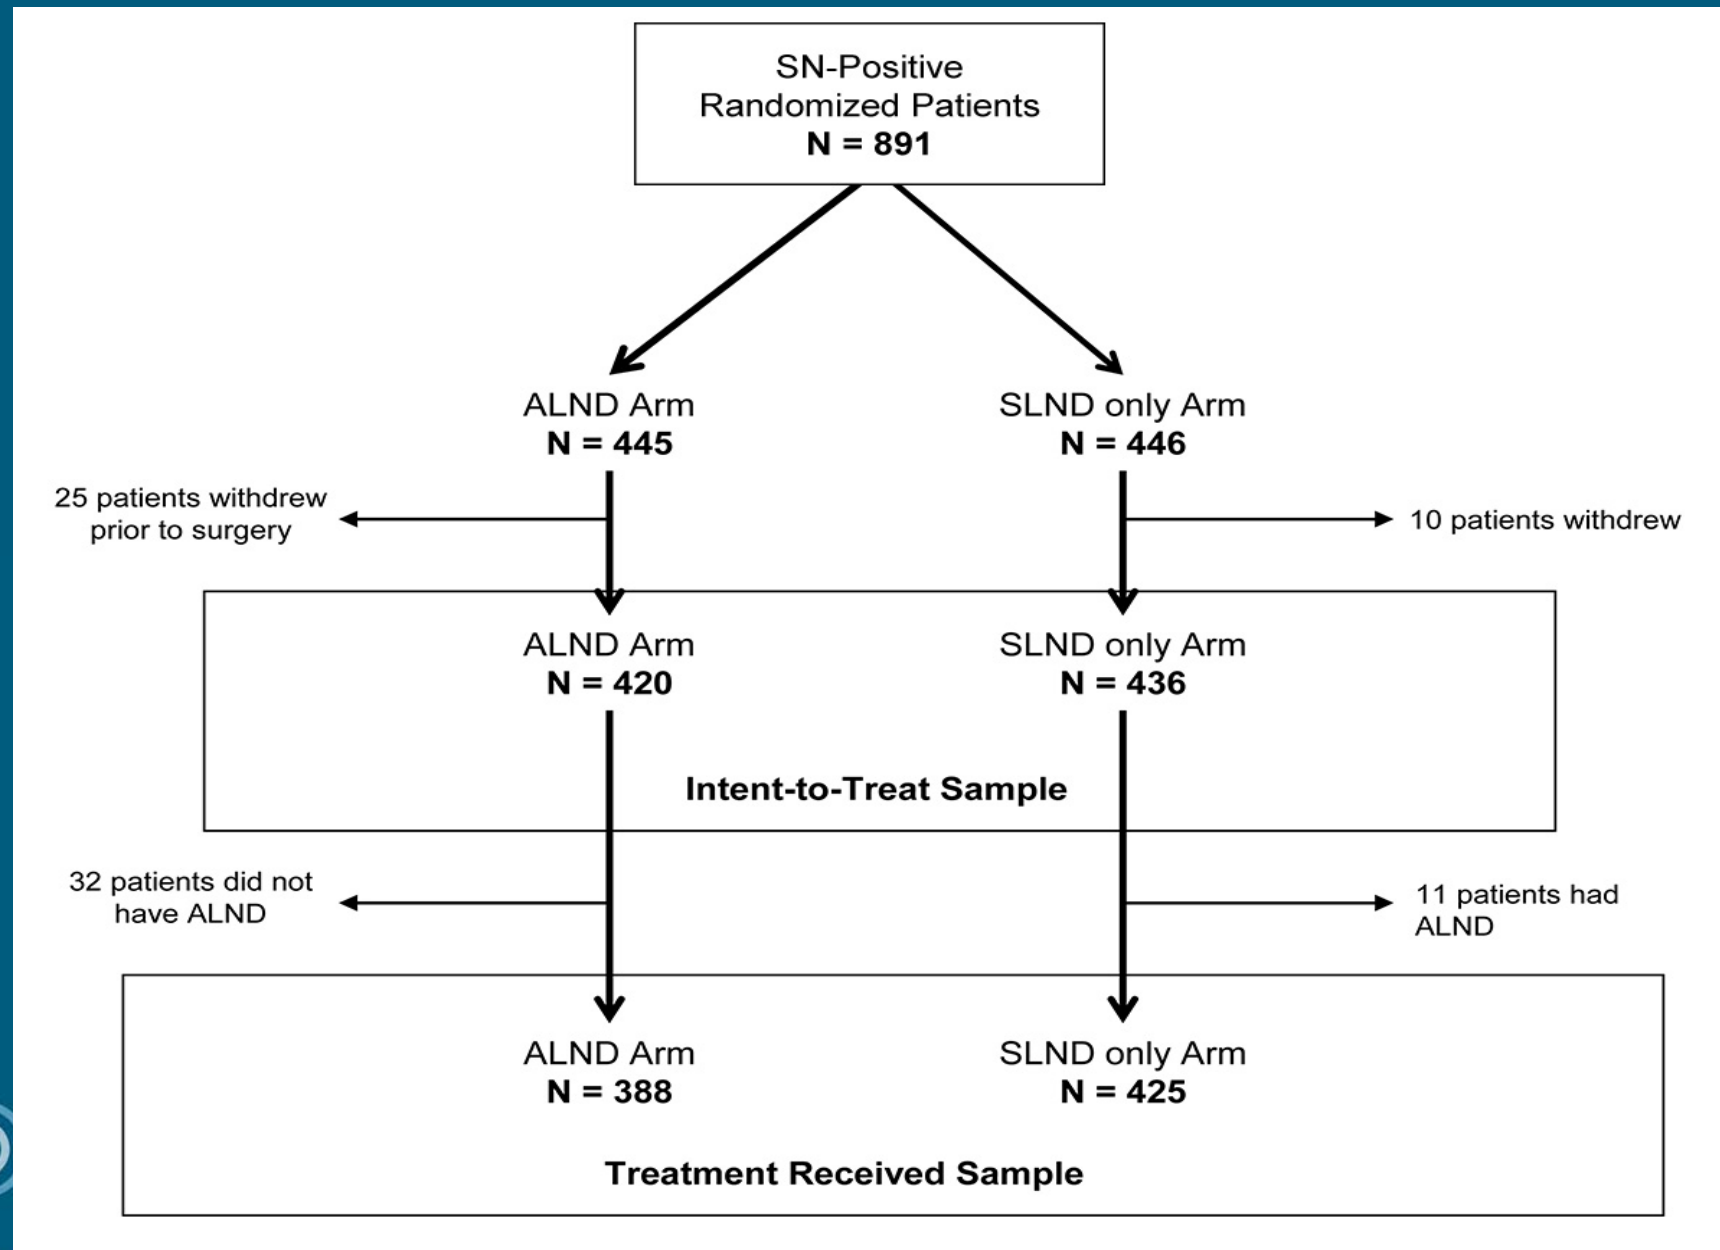 SN-Positive
Randomized Patients
N = 891
ALND Arm
N = 445
SLND only Arm
N = 446
25 patients withdrew
prior to surgery
10 patients withdrew
ALND Arm
N = 420
SLND only Arm
N = 436
Intent-to-Treat Sample
32 patients did not
have ALND
11 patients had
ALND
ALND Arm
N = 388
SLND only Arm
N = 425
Treatment Received Sample